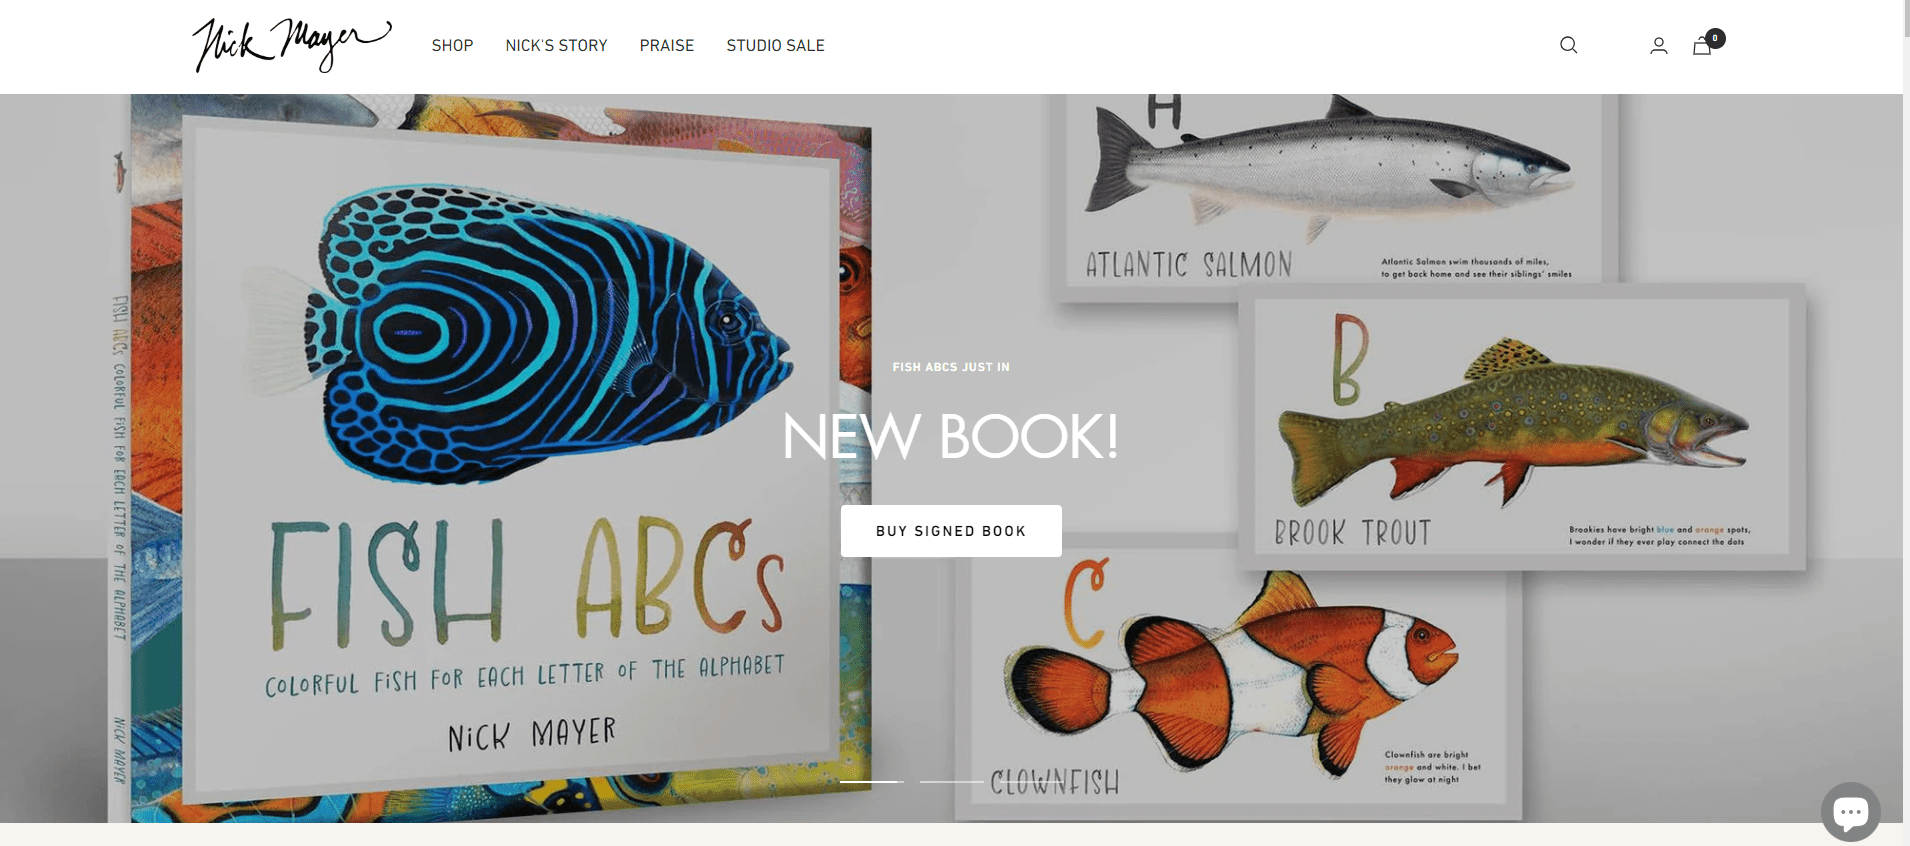 Nick Mayer
SHOP
NICK'S STORY
PRAISE
STUDIO SALE
0
FISH ABCs COLORFUL FISH FOR EACH LETTER OF THE ALPHABET
NiCK MAYER
FISH ABCs
COLORFUL FiSH FOR EACH LETTER OF THE ALPHABET
NiCK MAYER
FISH ABCS JUST IN
NEW BOOK!
BUY SIGNED BOOK
ATLANTIC SALMON
Atlantic Salmon swim thousands of miles,
to get back home and see their siblings' smiles
B
BROOK TROUT
Brookies have bright blue and orange spots,
I wonder if they ever play connect the dots
C
CLOWNFISH
Clownfish are bright
orange and white. I bet
they glow at night